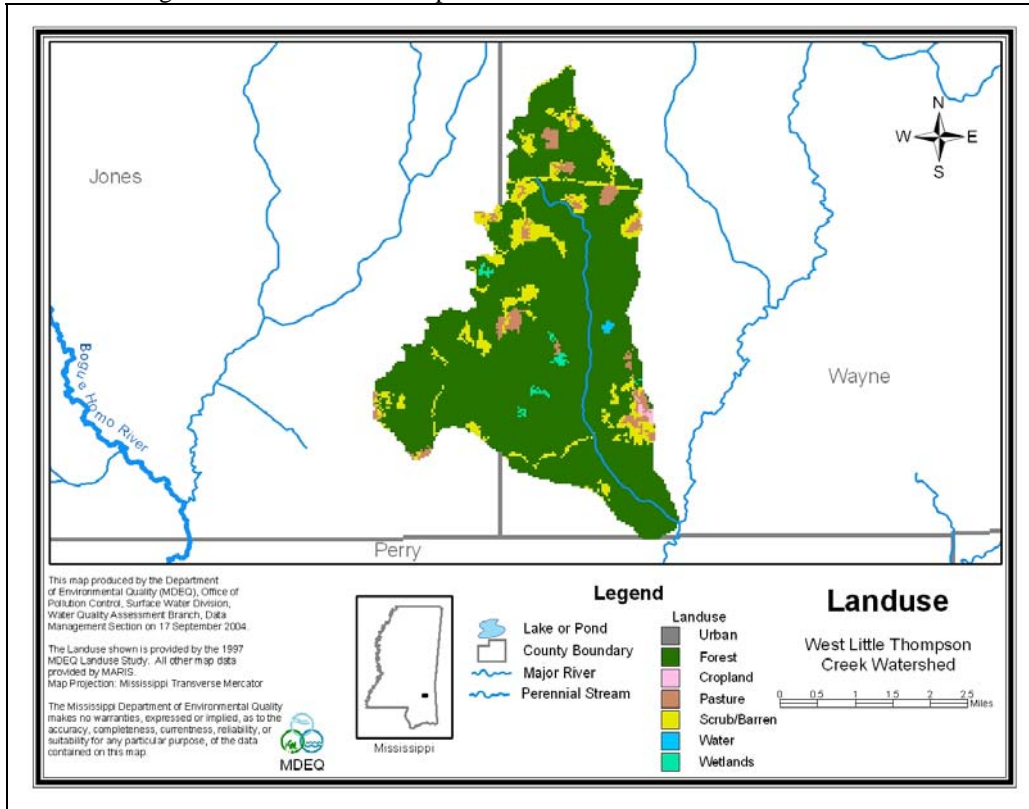 N
W E
S
Jones
Bogue Homo River
Wayne
Perry
This map produced by the Department
of Environmental Quality (MDEQ), Office of
Pollution Control, Surface Water Division,
Water Quality Assessment Branch, Data
Management Section on 17 September 2004.
The Landuse shown is provided by the 1997
MDEQ Landuse Study. All other map data
provided by MARIS.
Map Projection: Mississippi Transverse Mercator
The Mississippi Department of Environmental Quality
makes no warranties, expressed or implied, as to the
accuracy, completeness, currentness, reliability, or
suitability for any particular purpose, of the data
contained on this map.
MDEQ
Mississippi
Legend
Lake or Pond
County Boundary
Major River
Perennial Stream
Landuse
Urban
Forest
Cropland
Pasture
Scrub/Barren
Water
Wetlands
Landuse
West Little Thompson
Creek Watershed
0 0.5 1 1.5 2 2.5
Miles